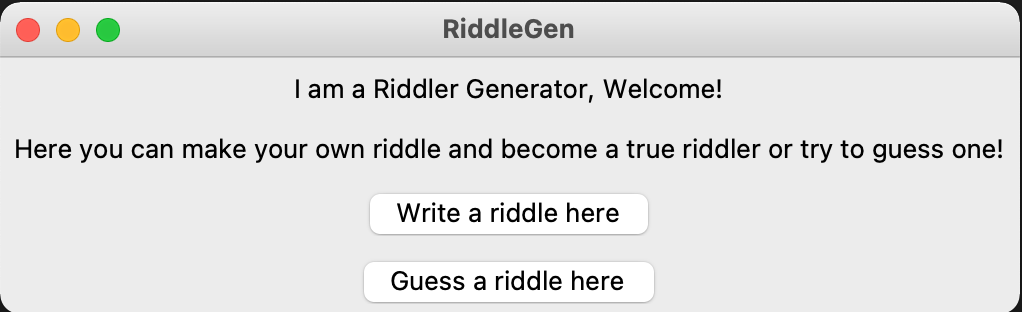 RiddleGen
I am a Riddler Generator, Welcome!
Here you can make your own riddle and become a true riddler or try to guess one!
Write a riddle here
Guess a riddle here